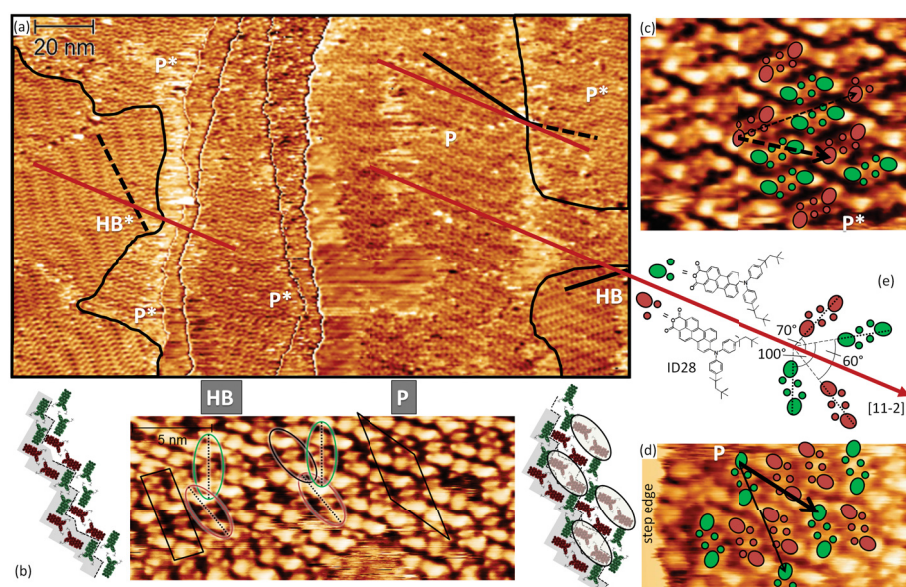 (a)
20 nm
P*
P
P*
HB*
P*
P*
HB
(c)
P*
(e)
=
=
ID28
70°
100°
60°
[11-2]
HB
P
5 nm
(b)
P
step edge
(d)